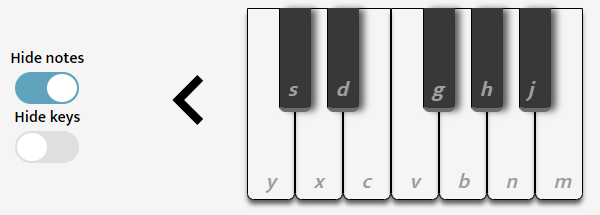 Hide notes
Hide keys
s d g h j
y x c v b n m